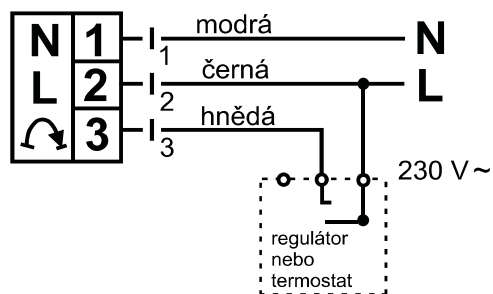 N 1 1 modrá N
L 2 2 černá L
3 3 hnědá
230 V ~
regulátor
nebo
termostat